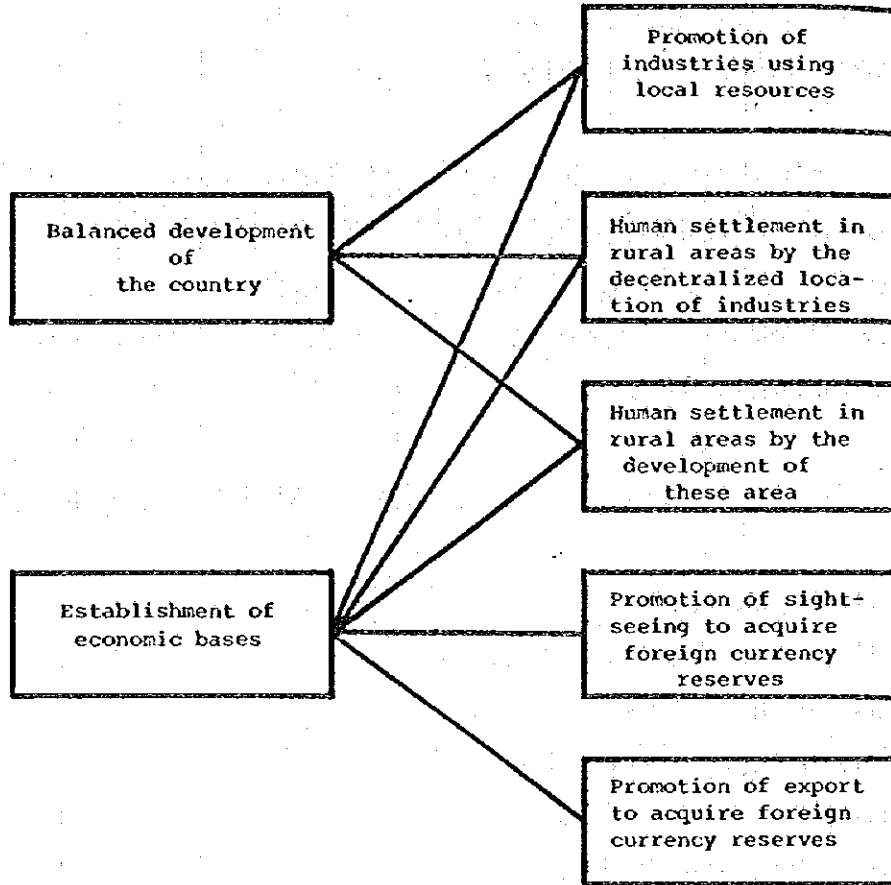 Promotion of
industries using
local resources
Balanced development
of
the country
Human settlement in
rural areas by the
decentralized loca-
tion of industries
Human settlement in
rural areas by the
development of
these area
Establishment of
economic bases
Promotion of sight-
seeing to acquire
foreign currency
reserves
Promotion of export
to acquire foreign
currency reserves